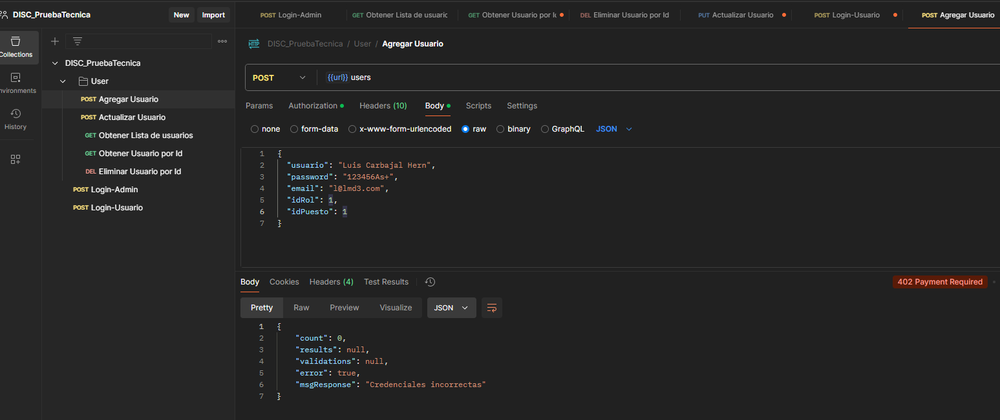 DISC_PruebaTecnica
New
Import
POST Login-Admin
GET Obtener Lista de usuario
GET Obtener Usuario por Ic
DEL Eliminar Usuario por Id
PUT Actualizar Usuario
POST Login-Usuario
POST Agregar Usuario
Collections
nvironments
History
DISC_PruebaTecnica
User
POST Agregar Usuario
POST Actualizar Usuario
GET Obtener Lista de usuarios
GET Obtener Usuario por Id
DEL Eliminar Usuario por Id
POST Login-Admin
POST Login-Usuario
HTTP DISC_PruebaTecnica / User / Agregar Usuario
POST {{url}} users
Params Authorization Headers (10) Body Scripts Settings
none form-data x-www-form-urlencoded raw binary GraphQL JSON
1 {
2 "usuario": "Luis Carbajal Hern",
3 "password": "123456As+",
4 "email": "l@lmd3.com",
5 "idRol": 1,
6 "idPuesto": 1
7 }
Body Cookies Headers (4) Test Results
402 Payment Required
Pretty Raw Preview Visualize JSON
1 {
2 "count": 0,
3 "results": null,
4 "validations": null,
5 "error": true,
6 "msgResponse": "Credenciales incorrectas"
7 }